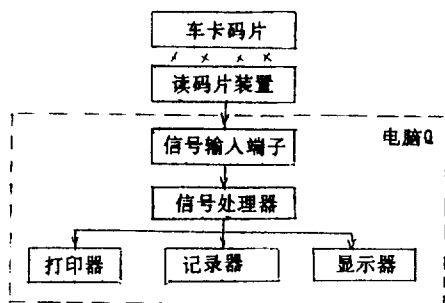 车卡码片
读码片装置
电脑Q
信号输入端子
信号处理器
打印器 记录器 显示器